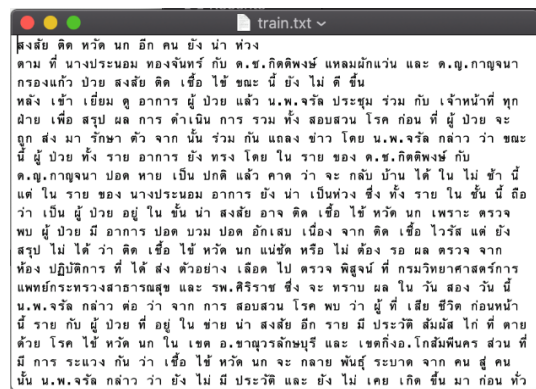 train.txt
สงสัย ติด หวัด นก อีก คน ยัง น่า ห่วง
ตาม ที่ นางประนอม ทองจันทร์ กับ ด.ช.กิตติพงษ์ แหลมผักแว่น และ ด.ญ.กาญจนา
กรองแก้ว ป่วย สงสัย ติด เชื้อ ไข้ ขณะ นี้ ยัง ไม่ ดี ขึ้น
หลัง เข้า เยี่ยม ดู อาการ ผู้ ป่วย แล้ว น.พ.จรัล ประชุม ร่วม กับ เจ้าหน้าที่ ทุก
ฝ่าย เพื่อ สรุป ผล การ ดำเนิน การ รวม ทั้ง สอบสวน โรค ก่อน ที่ ผู้ ป่วย จะ
ถูก ส่ง มา รักษา ตัว จาก นั้น ร่วม กัน แถลง ข่าว โดย น.พ.จรัล กล่าว ว่า ขณะ
นี้ ผู้ ป่วย ทั้ง ราย อาการ ยัง ทรง โดย ใน ราย ของ ด.ช.กิตติพงษ์ กับ
ด.ญ.กาญจนา ปอด หาย เป็น ปกติ แล้ว คาด ว่า จะ กลับ บ้าน ได้ ใน ไม่ ช้า นี้
แต่ ใน ราย ของ นางประนอม อาการ ยัง น่า เป็นห่วง ซึ่ง ทั้ง ราย ใน ชั้น นี้ ถือ
ว่า เป็น ผู้ ป่วย อยู่ ใน ขั้น น่า สงสัย อาจ ติด เชื้อ ไข้ หวัด นก เพราะ ตรวจ
พบ ผู้ ป่วย มี อาการ ปอด บวม ปอด อักเสบ เนื่อง จาก ติด เชื้อ ไวรัส แต่ ยัง
สรุป ไม่ ได้ ว่า ติด เชื้อ ไข้ หวัด นก แน่ชัด หรือ ไม่ ต้อง รอ ผล ตรวจ จาก
ห้อง ปฏิบัติการ ที่ ได้ ส่ง ตัวอย่าง เลือด ไป ตรวจ พิสูจน์ ที่ กรมวิทยาศาสตร์การ
แพทย์กระทรวงสาธารณสุข และ รพ.ศิริราช ซึ่ง จะ ทราบ ผล ใน วัน สอง วัน นี้
น.พ.จรัล กล่าว ต่อ ว่า จาก การ สอบสวน โรค พบ ว่า ผู้ ที่ เสีย ชีวิต ก่อนหน้า
นี้ ราย กับ ผู้ ป่วย ที่ อยู่ ใน ข่าย น่า สงสัย อีก ราย มี ประวัติ สัมผัส ไก่ ที่ ตาย
ด้วย โรค ไข้ หวัด นก ใน เขต อ.ขาณุวรลักษบุรี และ เขตกิ่งอ.โกสัมพีนคร ส่วน ที่
มี การ ระแวง กัน ว่า เชื้อ ไข้ หวัด นก จะ กลาย พันธุ์ ระบาด จาก คน สู่ คน
นั้น น.พ.จรัล กล่าว ว่า ยัง ไม่ มี ประวัติ และ ยัง ไม่ เคย เกิด ขึ้น มา ก่อน ทั่ว